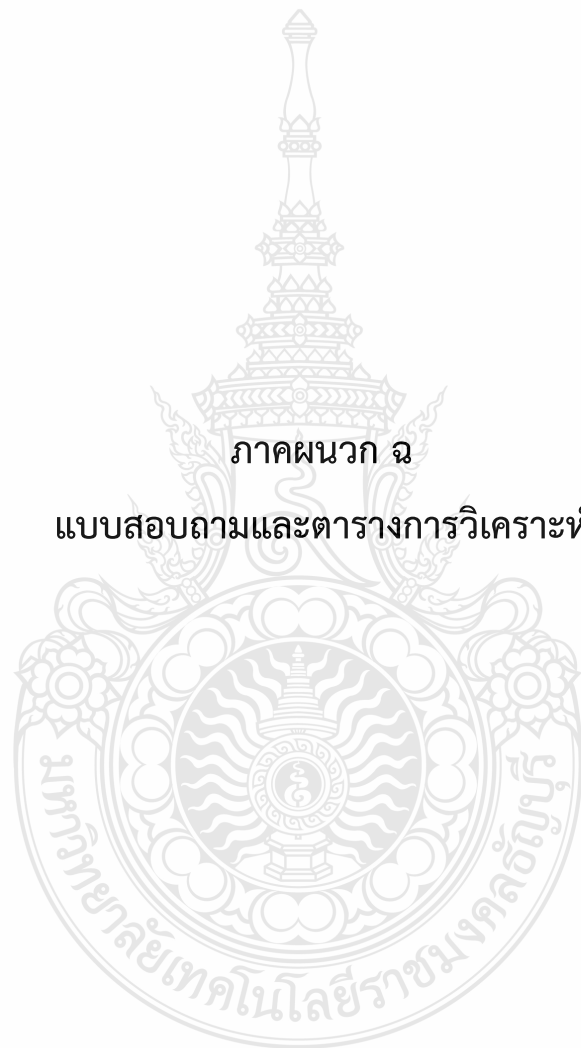 ภาคผนวก ฉ
แบบสอบถามและตารางการวิเคราะห์
มหาวิทยาลัยเทคโนโลยีราชมงคลธัญบุรี